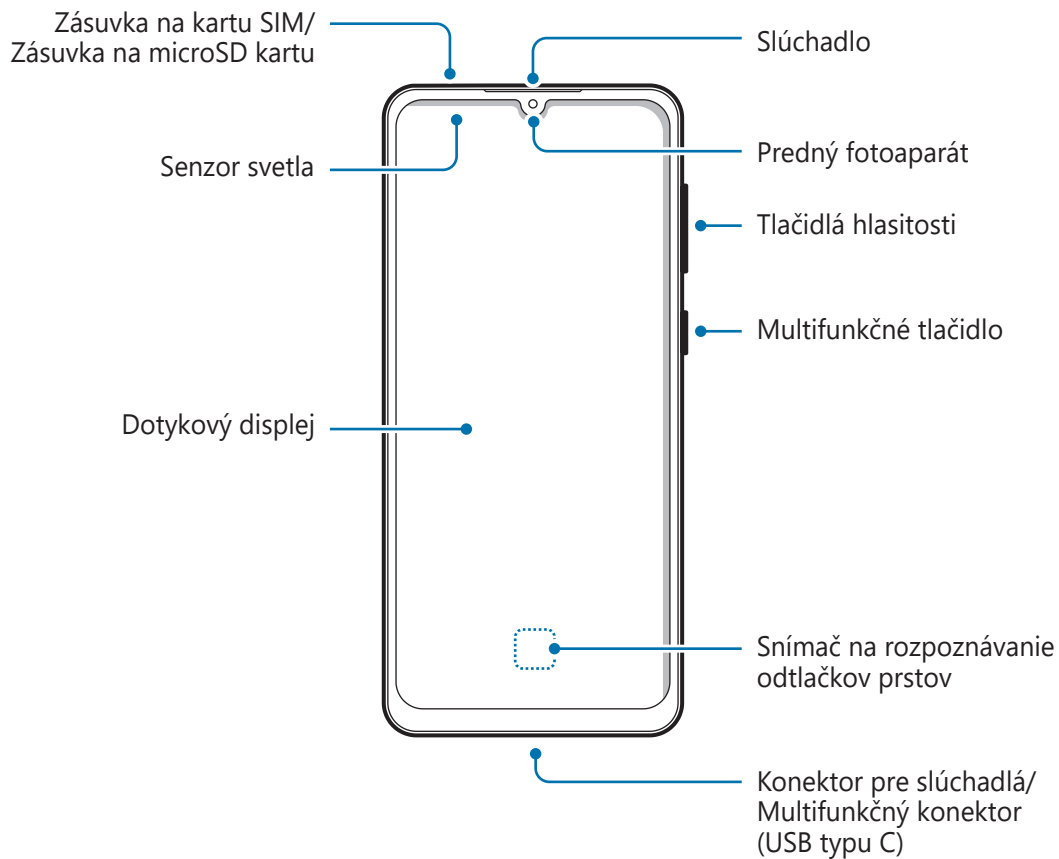 Zásuvka na kartu SIM/
Zásuvka na microSD kartu
Senzor svetla
Dotykový displej
Slúchadlo
Predný fotoaparát
Tlačidlá hlasitosti
Multifunkčné tlačidlo
Snímač na rozpoznávanie
odtlačkov prstov
Konektor pre slúchadlá/
Multifunkčný konektor
(USB typu C)